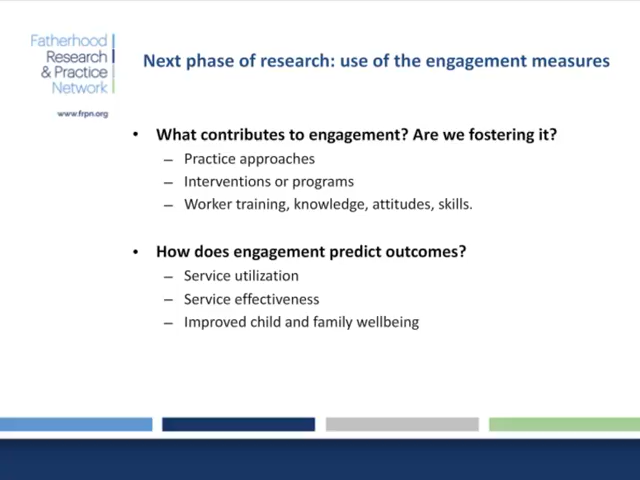 Fatherhood
Research
& Practice
Network
www.frpn.org
Next phase of research: use of the engagement measures
• What contributes to engagement? Are we fostering it?
– Practice approaches
– Interventions or programs
– Worker training, knowledge, attitudes, skills.
• How does engagement predict outcomes?
– Service utilization
– Service effectiveness
– Improved child and family wellbeing